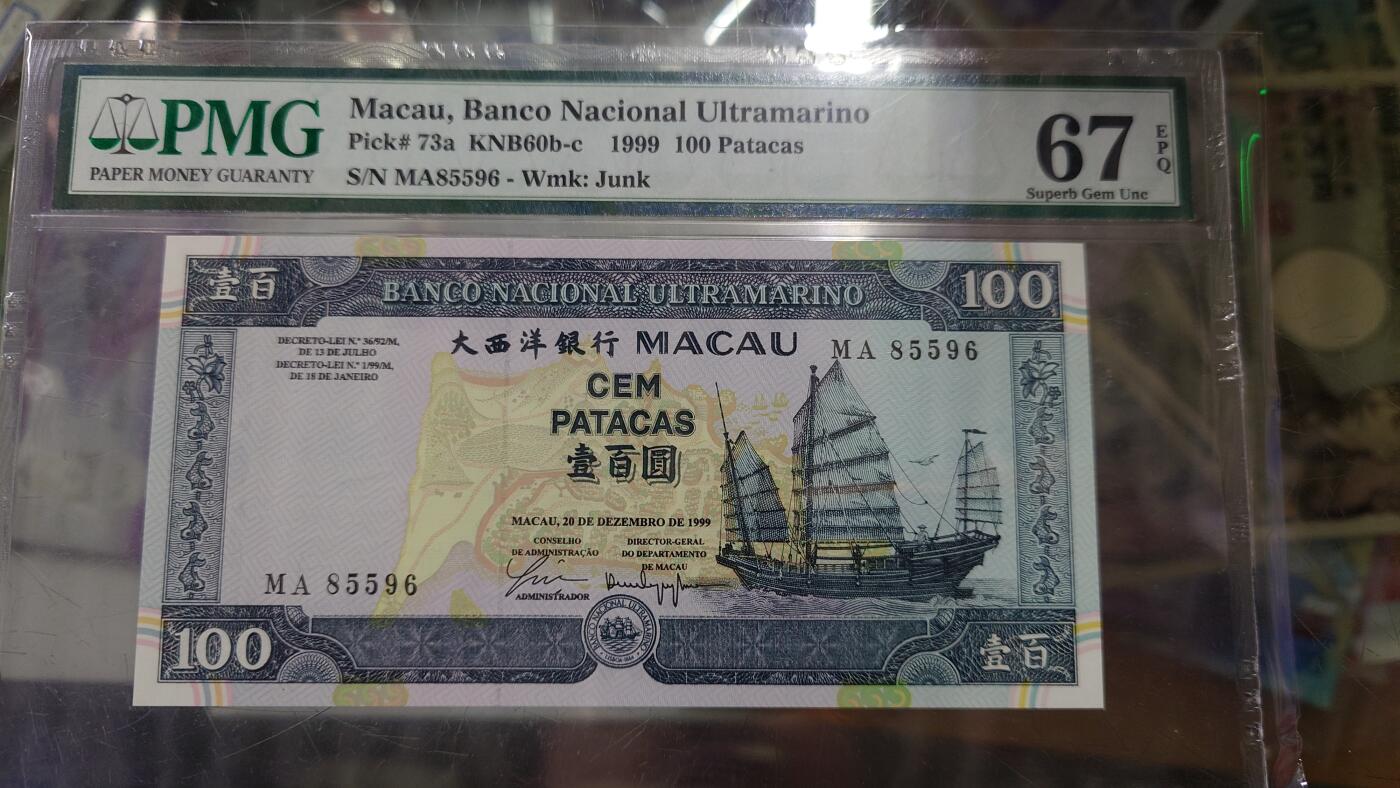 PMG
PAPER MONEY GUARANTY
Macau, Banco Nacional Ultramarino
Pick# 73a KNB60b-c 1999 100 Patacas
S/N MA85596 - Wmk: Junk
67
EPQ
Superb Gem Unc
壹百
BANCO NACIONAL ULTRAMARINO
100
DECRETO-LEI N.º 36/92/M,
DE 13 DE JULHO
DECRETO-LEI N.º 1/99/M,
DE 18 DE JANEIRO
大西洋銀行 MACAU
MA 85596
CEM
PATACAS
壹百圓
MACAU, 20 DE DEZEMBRO DE 1999
CONSELHO
DE ADMINISTRAÇÃO
DIRECTOR-GERAL
DO DEPARTAMENTO
DE MACAU
ADMINISTRADOR
MA 85596
100
BANCO NACIONAL ULTRAMARINO
壹百